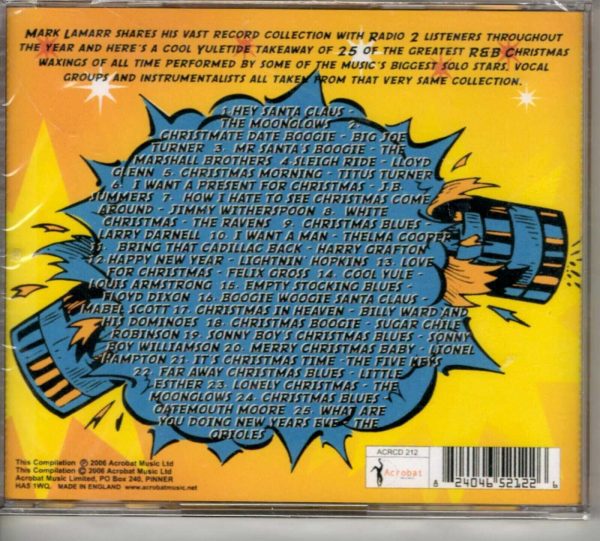 Mark Lamarr shares his vast record collection with Radio 2 listeners throughout
the year and here's a cool Yuletide takeaway of 25 of the greatest R&B Christmas
waxings of all time performed by some of the music's biggest solo stars, vocal
groups and instrumentalists all taken from that very same collection.
1.Hey Santa Claus -
The Moonglows 2.
Christmate Date Boogie - Big Joe
Turner 3. Mr Santa's Boogie - The
Marshall Brothers 4.Sleigh Ride - Lloyd
Glenn 5. Christmas Morning - Titus Turner
6. I Want A Present For Christmas - J.B.
Summers 7. How I Hate To See Christmas Come
Around - Jimmy Witherspoon 8. White
Christmas - The Ravens 9. Christmas Blues -
Larry Darnell 10. I Want A Man - Thelma Cooper
11. Bring That Cadillac Back - Harry Crafton
12.Happy New Year - Lightnin' Hopkins 13. Love
For Christmas - Felix Gross 14. Cool Yule -
Louis Armstrong 15. Empty Stocking Blues -
Floyd Dixon 16. Boogie Woogie Santa Claus -
Mabel Scott 17. Christmas In Heaven - Billy Ward And
His Dominoes 18. Christmas Boogie - Sugar Chile
Robinson 19. Sonny Boy's Christmas Blues - Sonny
Boy Williamson 20. Merry Christmas Baby - Lionel
Hampton 21. It's Christmas Time - The Five Keys
22. Far Away Christmas Blues - Little
Esther 23. Lonely Christmas - The
Moonglows 24. Christmas Blues -
Gatemouth Moore 25. What Are
You Doing New Years Eve - The
Orioles
This Compilation ℗ 2006 Acrobat Music Ltd
This Compilation © 2006 Acrobat Music Ltd
Acrobat Music Limited, PO Box 240, PINNER
HA5 1WQ. MADE IN ENGLAND www.acrobatmusic.net
ACRCD 212
Acrobat
8 24046 52122 6